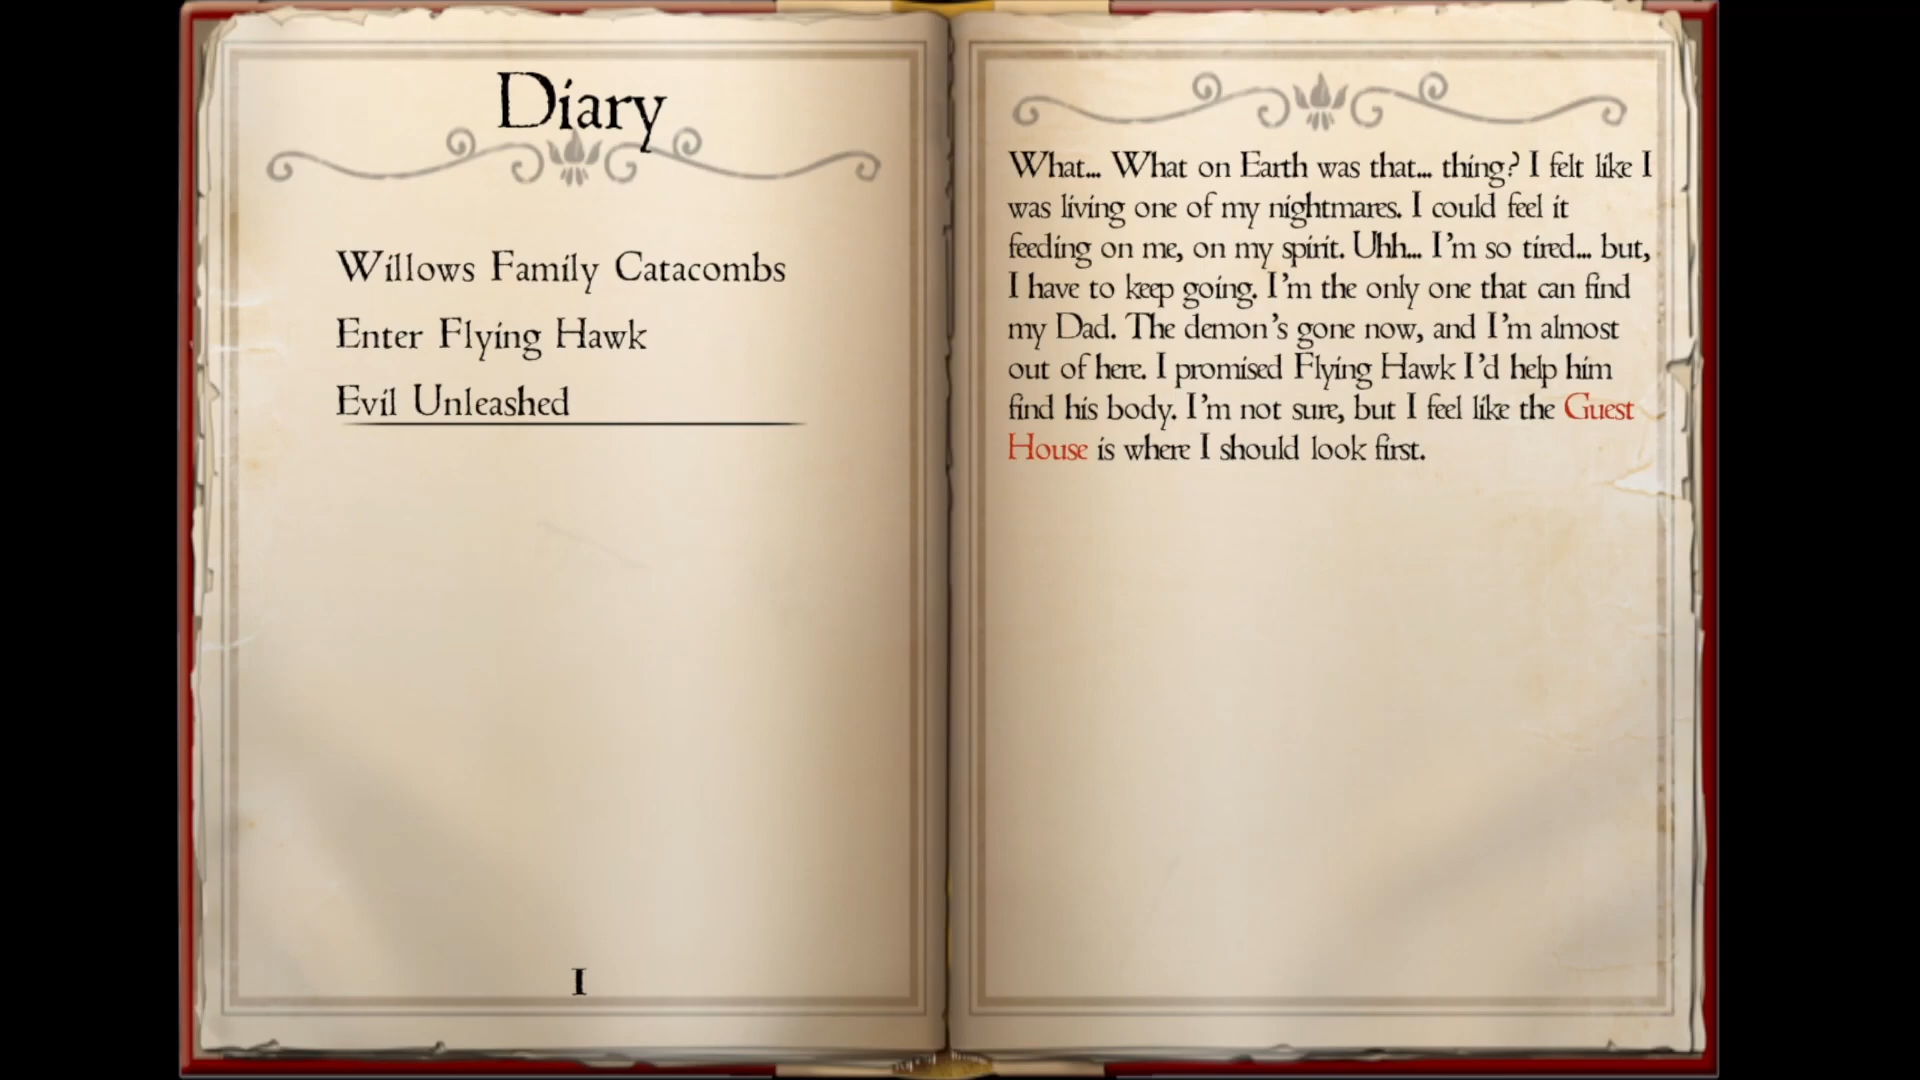 Diary
Willows Family Catacombs
Enter Flying Hawk
Evil Unleashed
1
What... What on Earth was that... thing? I felt like I
was living one of my nightmares. I could feel it
feeding on me, on my spirit. Uhh... I'm so tired... but,
I have to keep going. I'm the only one that can find
my Dad. The demon's gone now, and I'm almost
out of here. I promised Flying Hawk I'd help him
find his body. I'm not sure, but I feel like the Guest
House is where I should look first.